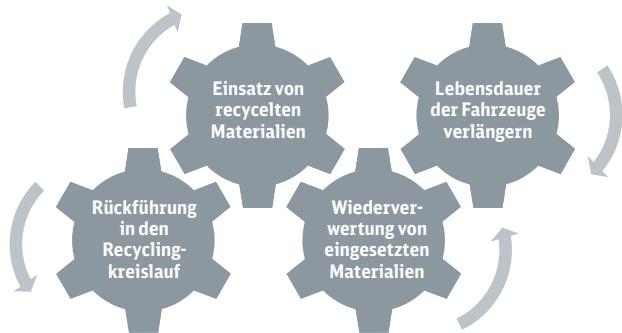 Einsatz von
recycelten
Materialien
Lebensdauer
der Fahrzeuge
verlängern
Rückführung
in den
Recycling-
kreislauf
Wiederver-
wertung von
eingesetzten
Materialien